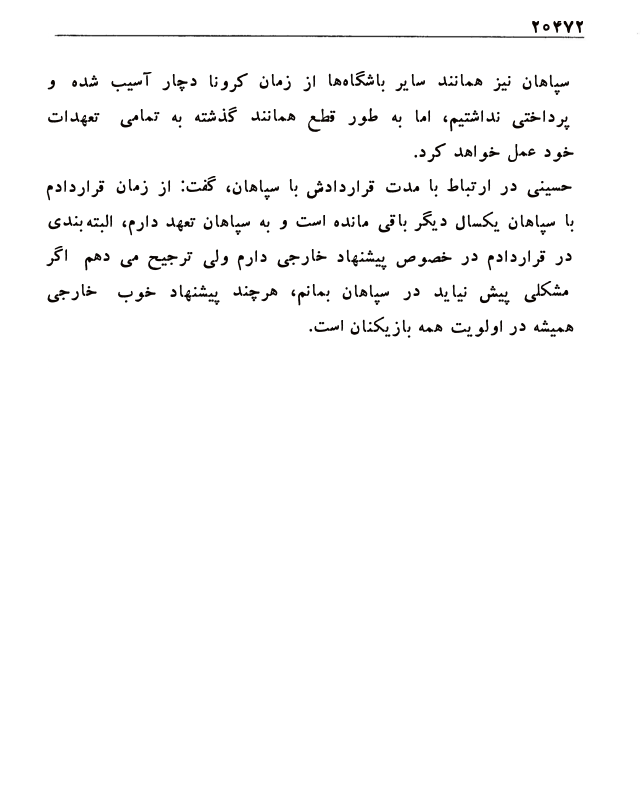 ۲۰۴۷۲
سپاهان نیز همانند سایر باشگاه‌ها از زمان کرونا دچار آسیب شده و
پرداختی نداشتیم، اما به طور قطع همانند گذشته به تمامی تعهدات
خود عمل خواهد کرد.
حسینی در ارتباط با مدت قراردادش با سپاهان، گفت: از زمان قراردادم
با سپاهان یکسال دیگر باقی مانده است و به سپاهان تعهد دارم، البته بندی
در قراردادم در خصوص پیشنهاد خارجی دارم ولی ترجیح می دهم اگر
مشکلی پیش نیاید در سپاهان بمانم، هرچند پیشنهاد خوب خارجی
همیشه در اولویت همه بازیکنان است.